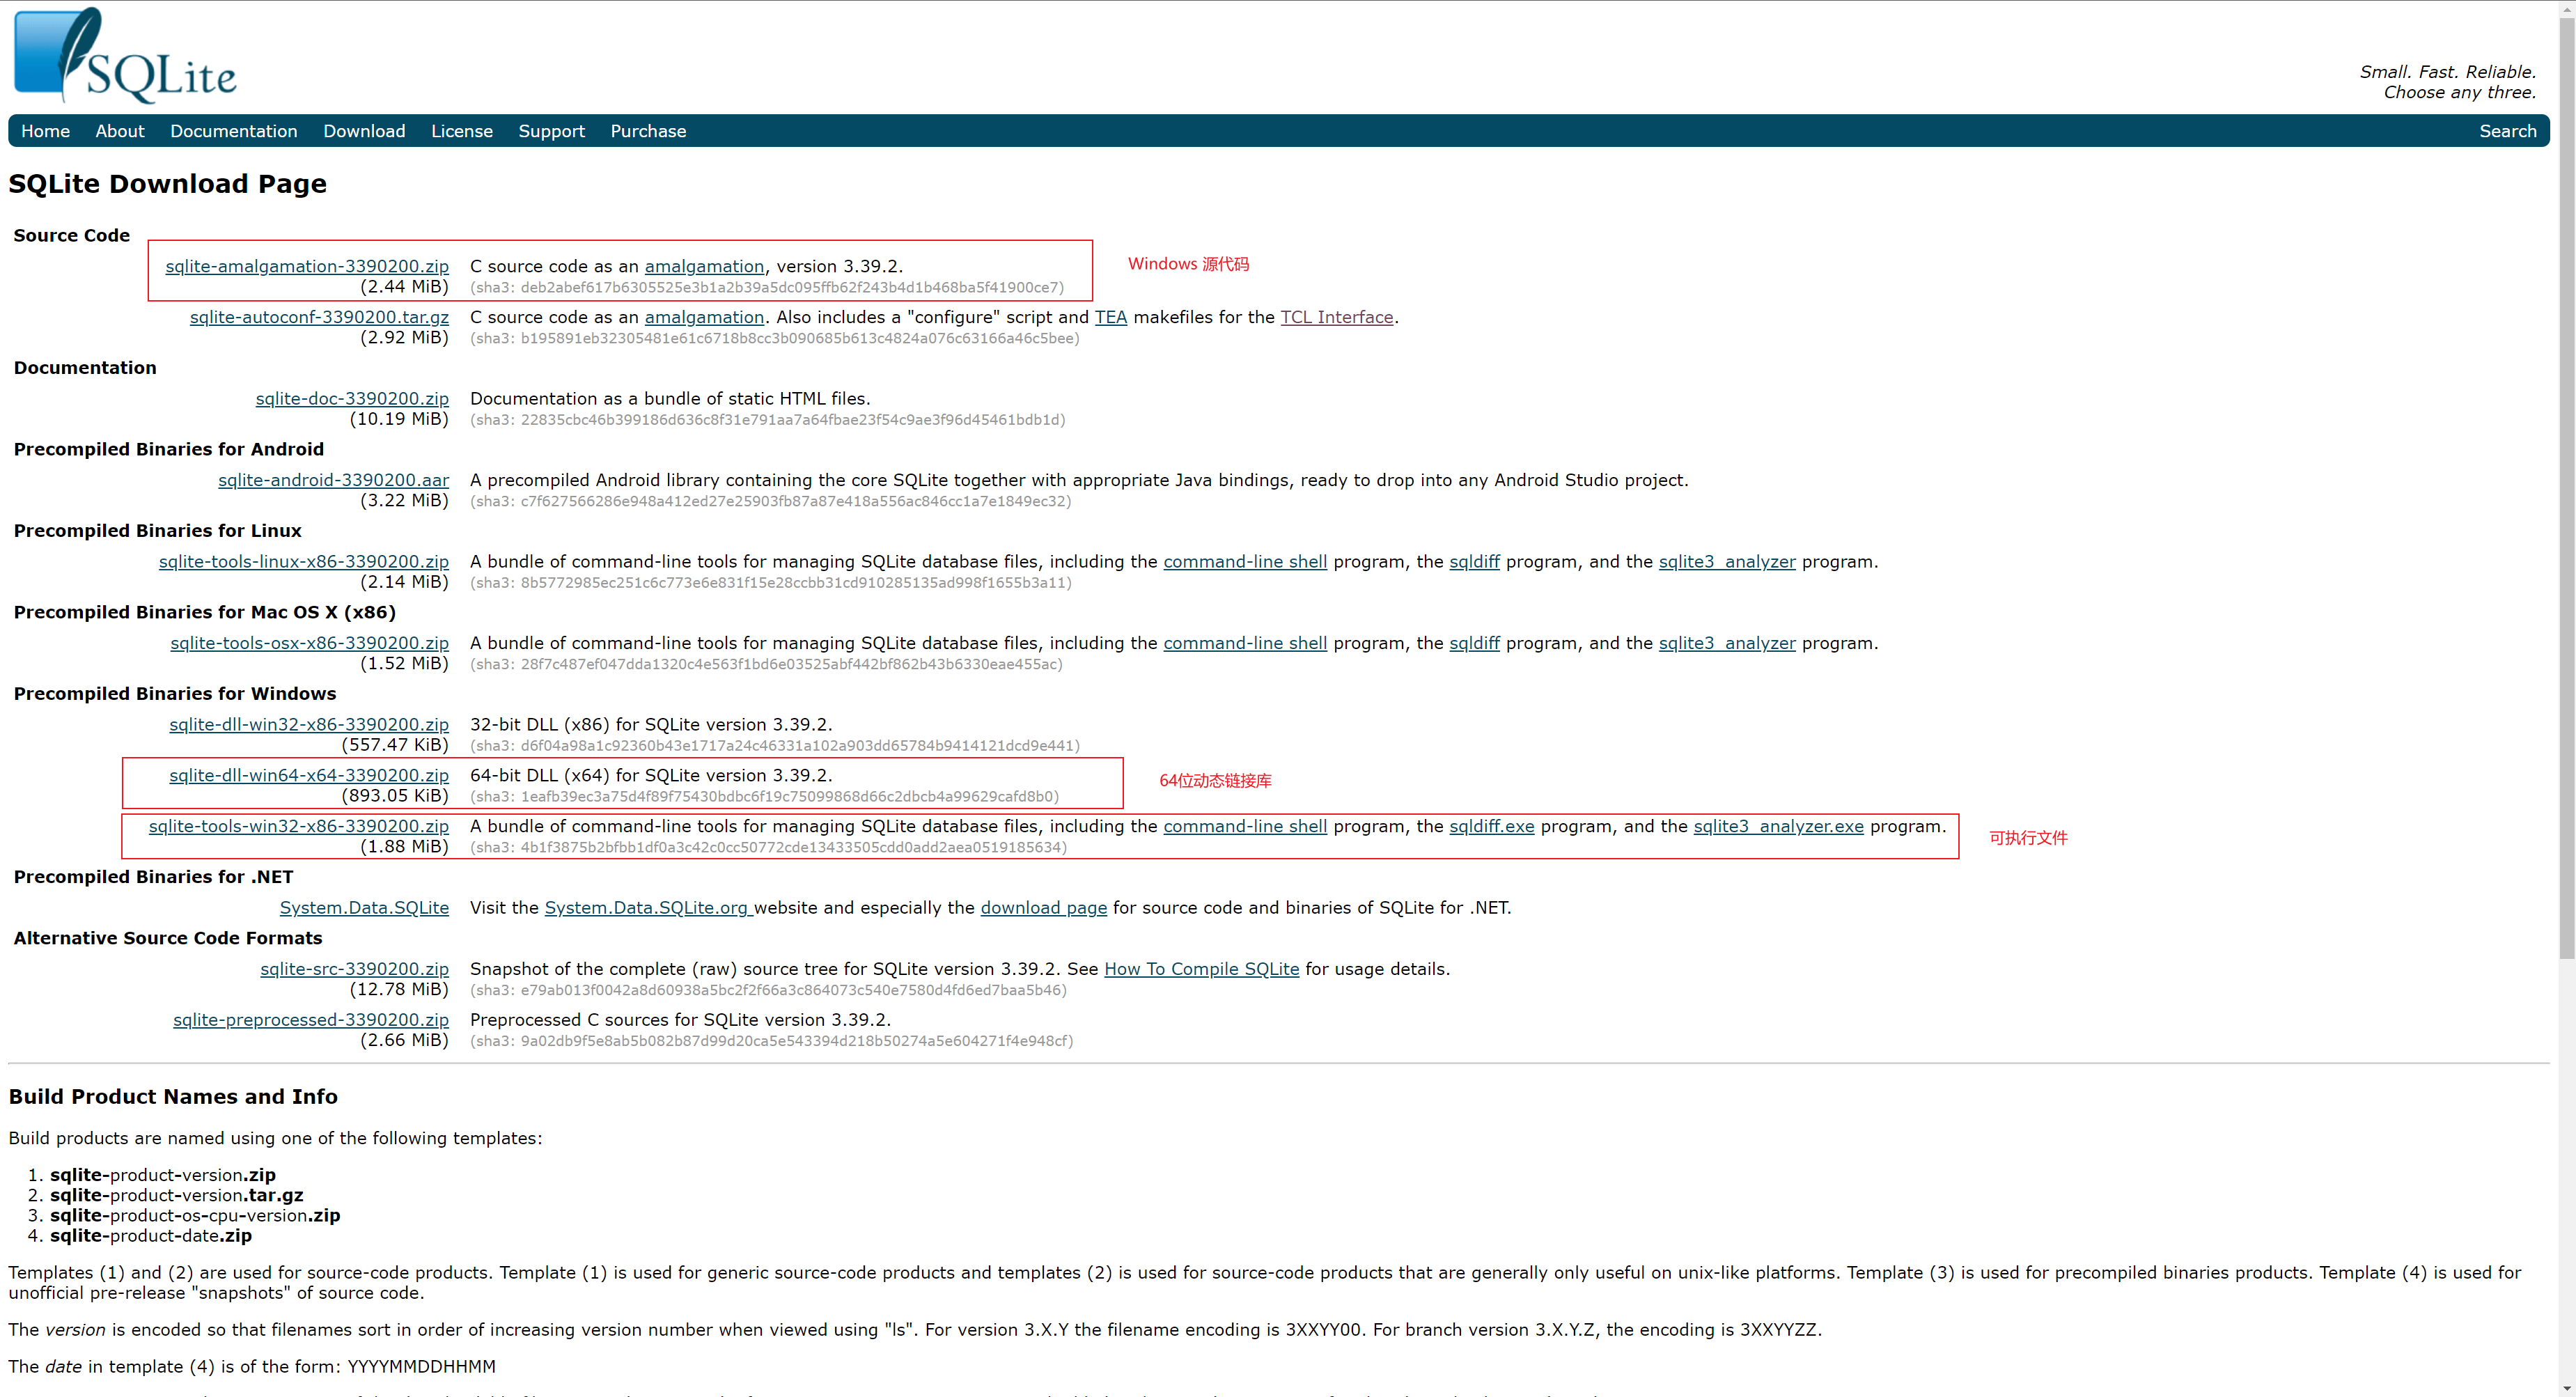 SQLite
Small. Fast. Reliable.
Choose any three.
Home About Documentation Download License Support Purchase Search
SQLite Download Page
Source Code
sqlite-amalgamation-3390200.zip C source code as an amalgamation, version 3.39.2. Windows 源代码
(2.44 MiB) (sha3: deb2abef617b6305525e3b1a2b39a5dc095ffb62f243b4d1b468ba5f41900ce7)
sqlite-autoconf-3390200.tar.gz C source code as an amalgamation. Also includes a "configure" script and TEA makefiles for the TCL Interface.
(2.92 MiB) (sha3: b195891eb32305481e61c6718b8cc3b090685b613c4824a076c63166a46c5bee)
Documentation
sqlite-doc-3390200.zip Documentation as a bundle of static HTML files.
(10.19 MiB) (sha3: 22835cbc46b399186d636c8f31e791aa7a64fbae23f54c9ae3f96d45461bdb1d)
Precompiled Binaries for Android
sqlite-android-3390200.aar A precompiled Android library containing the core SQLite together with appropriate Java bindings, ready to drop into any Android Studio project.
(3.22 MiB) (sha3: c7f627566286e948a412ed27e25903fb87a87e418a556ac846cc1a7e1849ec32)
Precompiled Binaries for Linux
sqlite-tools-linux-x86-3390200.zip A bundle of command-line tools for managing SQLite database files, including the command-line shell program, the sqldiff program, and the sqlite3_analyzer program.
(2.14 MiB) (sha3: 8b5772985ec251c6c773e6e831f15e28ccbb31cd910285135ad998f1655b3a11)
Precompiled Binaries for Mac OS X (x86)
sqlite-tools-osx-x86-3390200.zip A bundle of command-line tools for managing SQLite database files, including the command-line shell program, the sqldiff program, and the sqlite3_analyzer program.
(1.52 MiB) (sha3: 28f7c487ef047dda1320c4e563f1bd6e03525abf442bf862b43b6330eae455ac)
Precompiled Binaries for Windows
sqlite-dll-win32-x86-3390200.zip 32-bit DLL (x86) for SQLite version 3.39.2.
(557.47 KiB) (sha3: d6f04a98a1c92360b43e1717a24c46331a102a903dd65784b9414121dcd9e441)
sqlite-dll-win64-x64-3390200.zip 64-bit DLL (x64) for SQLite version 3.39.2. 64位动态链接库
(893.05 KiB) (sha3: 1eafb39ec3a75d4f89f75430bdbc6f19c75099868d66c2dbcb4a99629cafd8b0)
sqlite-tools-win32-x86-3390200.zip A bundle of command-line tools for managing SQLite database files, including the command-line shell program, the sqldiff.exe program, and the sqlite3_analyzer.exe program. 可执行文件
(1.88 MiB) (sha3: 4b1f3875b2bfbb1df0a3c42c0cc50772cde13433505cdd0add2aea0519185634)
Precompiled Binaries for .NET
System.Data.SQLite Visit the System.Data.SQLite.org website and especially the download page for source code and binaries of SQLite for .NET.
Alternative Source Code Formats
sqlite-src-3390200.zip Snapshot of the complete (raw) source tree for SQLite version 3.39.2. See How To Compile SQLite for usage details.
(12.78 MiB) (sha3: e79ab013f0042a8d60938a5bc2f2f66a3c864073c540e7580d4fd6ed7baa5b46)
sqlite-preprocessed-3390200.zip Preprocessed C sources for SQLite version 3.39.2.
(2.66 MiB) (sha3: 9a02db9f5e8ab5b082b87d99d20ca5e543394d218b50274a5e604271f4e948cf)
Build Product Names and Info
Build products are named using one of the following templates:
1. sqlite-product-version.zip
2. sqlite-product-version.tar.gz
3. sqlite-product-os-cpu-version.zip
4. sqlite-product-date.zip
Templates (1) and (2) are used for source-code products. Template (1) is used for generic source-code products and templates (2) is used for source-code products that are generally only useful on unix-like platforms. Template (3) is used for precompiled binaries products. Template (4) is used for
unofficial pre-release "snapshots" of source code.
The version is encoded so that filenames sort in order of increasing version number when viewed using "ls". For version 3.X.Y the filename encoding is 3XXYY00. For branch version 3.X.Y.Z, the encoding is 3XXYYZZ.
The date in template (4) is of the form: YYYYMMDDHHMM